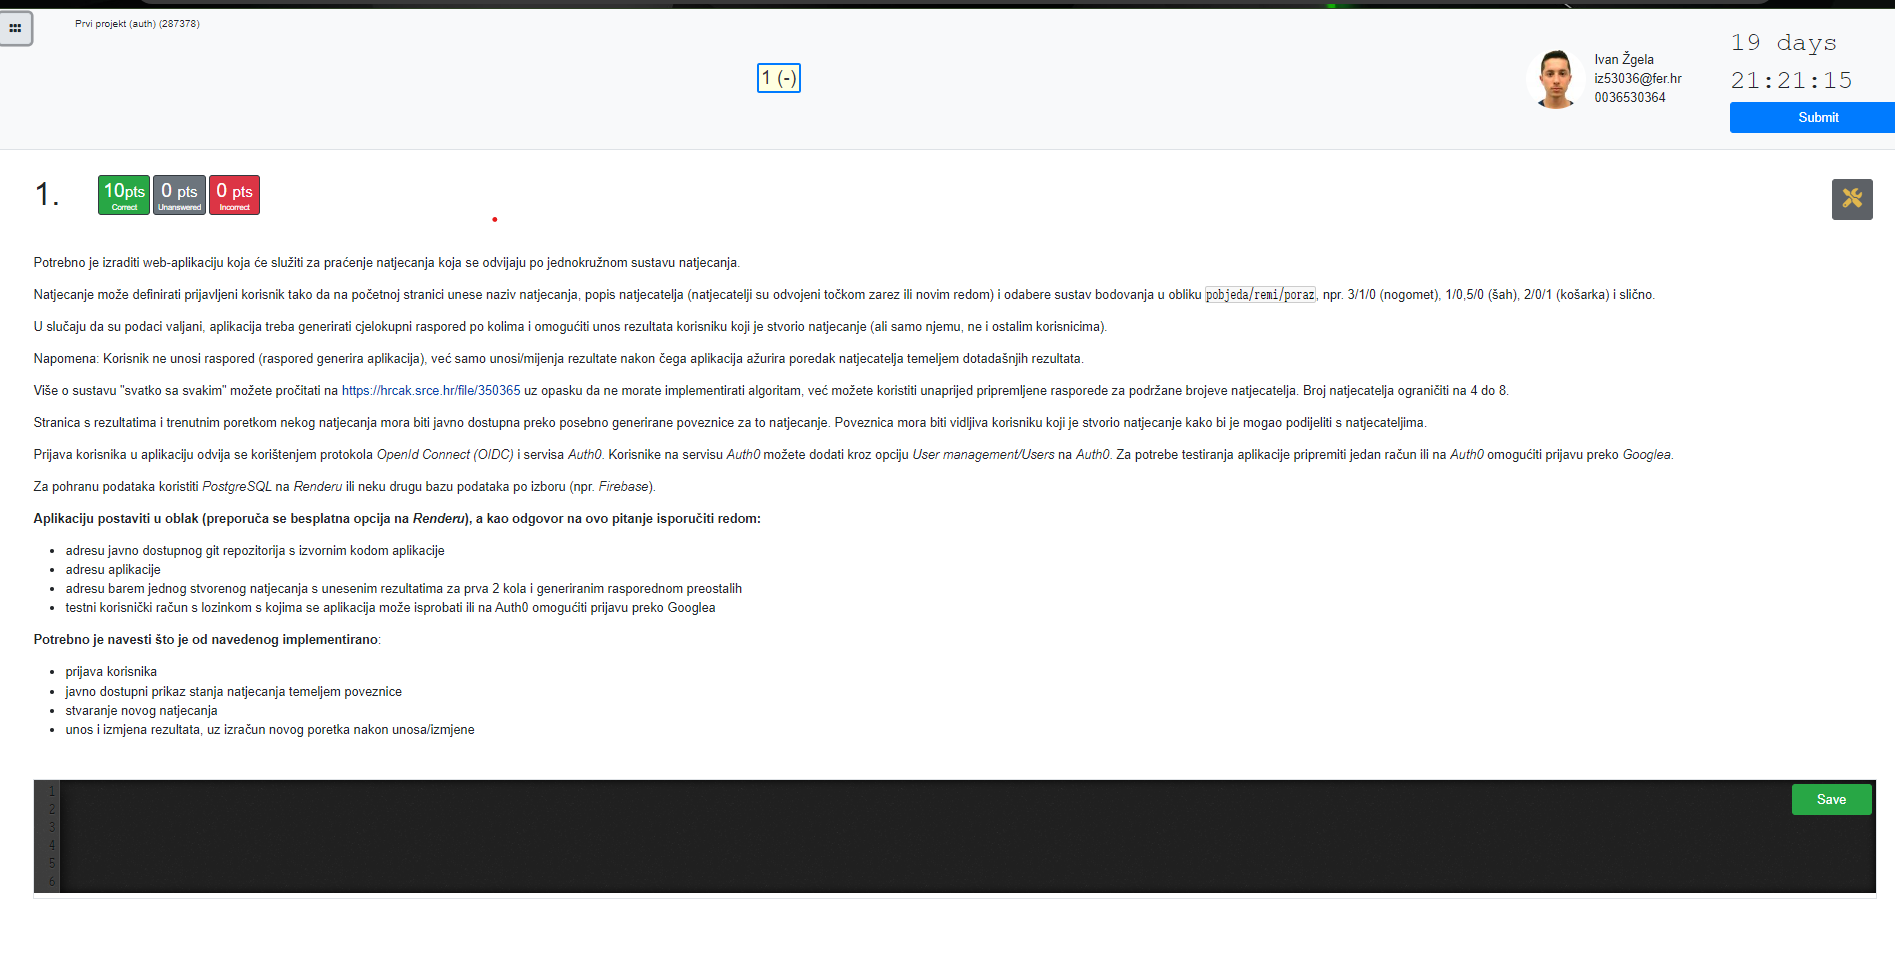 Prvi projekt (auth) (287378)
1 (-)
Ivan Žgela
iz53036@fer.hr
0036530364
19 days
21:21:15
Submit
1.
10pts
Correct
0 pts
Unanswered
0 pts
Incorrect
Potrebno je izraditi web-aplikaciju koja će služiti za praćenje natjecanja koja se odvijaju po jednokružnom sustavu natjecanja.
Natjecanje može definirati prijavljeni korisnik tako da na početnoj stranici unese naziv natjecanja, popis natjecatelja (natjecatelji su odvojeni točkom zarez ili novim redom) i odabere sustav bodovanja u obliku pobjeda/remi/poraz, npr. 3/1/0 (nogomet), 1/0,5/0 (šah), 2/0/1 (košarka) i slično.
U slučaju da su podaci valjani, aplikacija treba generirati cjelokupni raspored po kolima i omogućiti unos rezultata korisniku koji je stvorio natjecanje (ali samo njemu, ne i ostalim korisnicima).
Napomena: Korisnik ne unosi raspored (raspored generira aplikacija), već samo unosi/mijenja rezultate nakon čega aplikacija ažurira poredak natjecatelja temeljem dotadašnjih rezultata.
Više o sustavu "svatko sa svakim" možete pročitati na https://hrcak.srce.hr/file/350365 uz opasku da ne morate implementirati algoritam, već možete koristiti unaprijed pripremljene rasporede za podržane brojeve natjecatelja. Broj natjecatelja ograničiti na 4 do 8.
Stranica s rezultatima i trenutnim poretkom nekog natjecanja mora biti javno dostupna preko posebno generirane poveznice za to natjecanje. Poveznica mora biti vidljiva korisniku koji je stvorio natjecanje kako bi je mogao podijeliti s natjecateljima.
Prijava korisnika u aplikaciju odvija se korištenjem protokola OpenId Connect (OIDC) i servisa Auth0. Korisnike na servisu Auth0 možete dodati kroz opciju User management/Users na Auth0. Za potrebe testiranja aplikacije pripremiti jedan račun ili na Auth0 omogućiti prijavu preko Googlea.
Za pohranu podataka koristiti PostgreSQL na Renderu ili neku drugu bazu podataka po izboru (npr. Firebase).
Aplikaciju postaviti u oblak (preporuča se besplatna opcija na Renderu), a kao odgovor na ovo pitanje isporučiti redom:
• adresu javno dostupnog git repozitorija s izvornim kodom aplikacije
• adresu aplikacije
• adresu barem jednog stvorenog natjecanja s unesenim rezultatima za prva 2 kola i generiranim rasporednom preostalih
• testni korisnički račun s lozinkom s kojima se aplikacija može isprobati ili na Auth0 omogućiti prijavu preko Googlea
Potrebno je navesti što je od navedenog implementirano:
• prijava korisnika
• javno dostupni prikaz stanja natjecanja temeljem poveznice
• stvaranje novog natjecanja
• unos i izmjena rezultata, uz izračun novog poretka nakon unosa/izmjene
1
2
3
4
5
6
Save